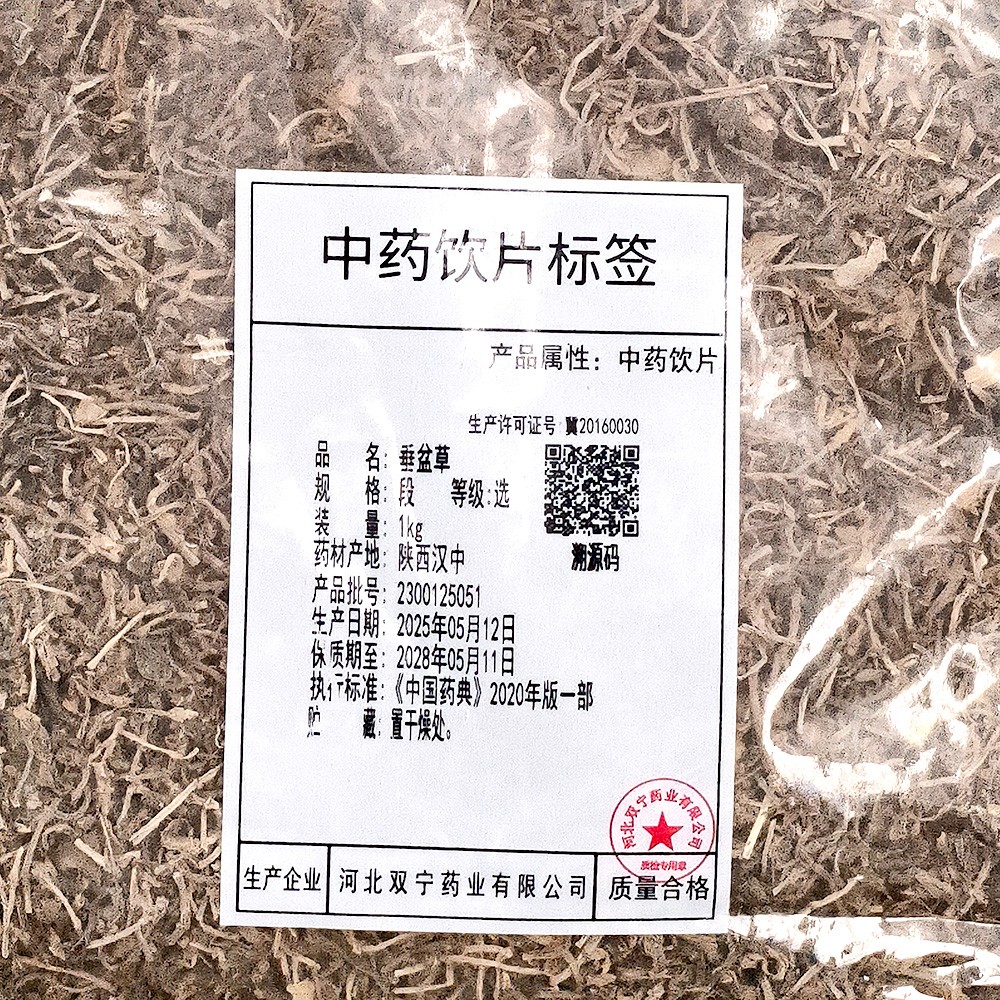 中药饮片标签
产品属性：中药饮片
生产许可证号 冀20160030
品 名：垂盆草
规 格：段 等级：选
装 量：1kg
溯源码
药材产地：陕西汉中
产品批号：2300125051
生产日期：2025年05月12日
保质期至：2028年05月11日
执行标准：《中国药典》2020年版一部
贮 藏：置干燥处。
河北双宁药业有限公司
质检专用章
生产企业 河北双宁药业有限公司 质量合格